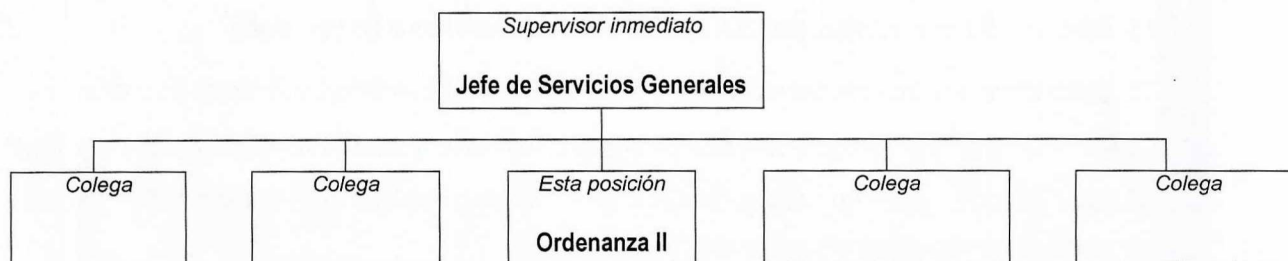 Supervisor inmediato
Jefe de Servicios Generales
Colega
Colega
Esta posición
Ordenanza II
Colega
Colega